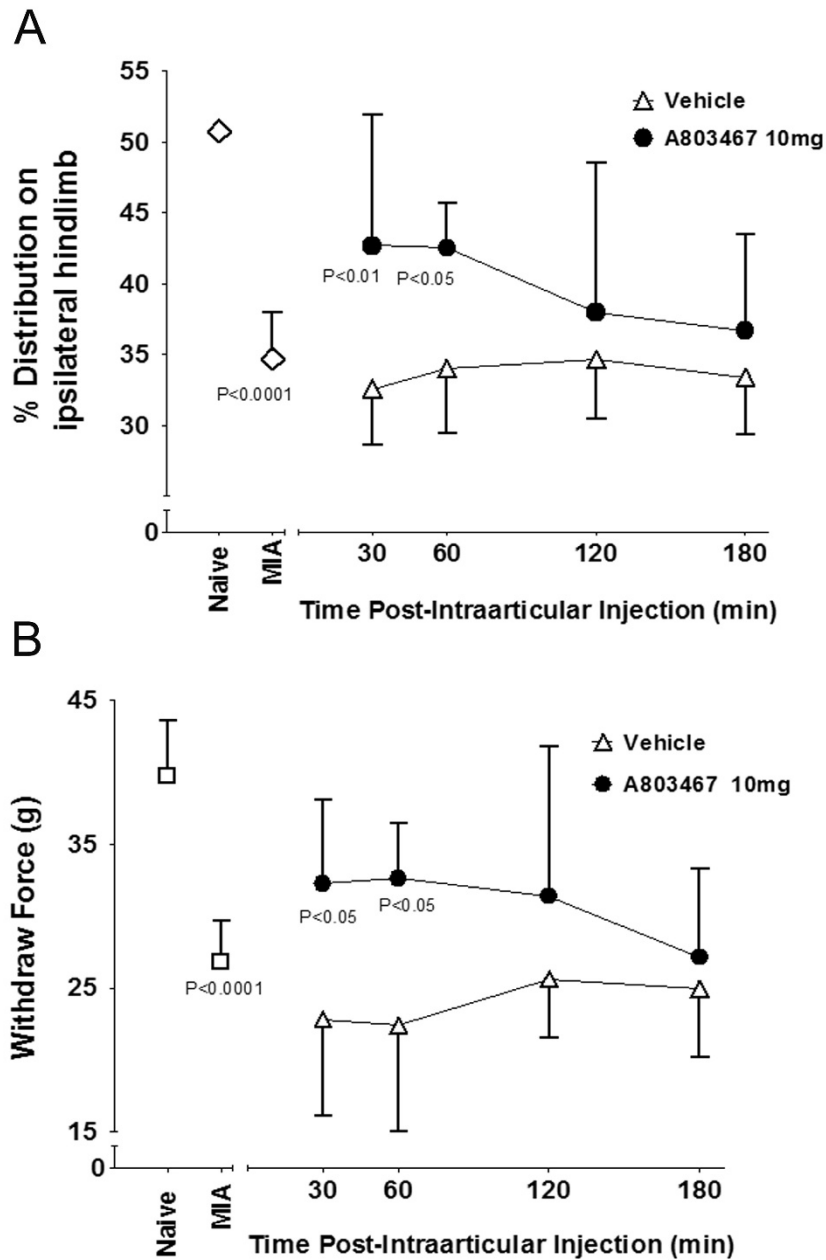 A
% Distribution on
ipsilateral hindlimb
55
50
45
40
35
30
0
Vehicle
A803467 10mg
P<0.01
P<0.05
P<0.0001
Naive
MIA
30
60
120
180
Time Post-Intraarticular Injection (min)
B
Withdraw Force (g)
45
35
25
15
0
Vehicle
A803467 10mg
P<0.05
P<0.05
P<0.0001
Naive
MIA
30
60
120
180
Time Post-Intraarticular Injection (min)